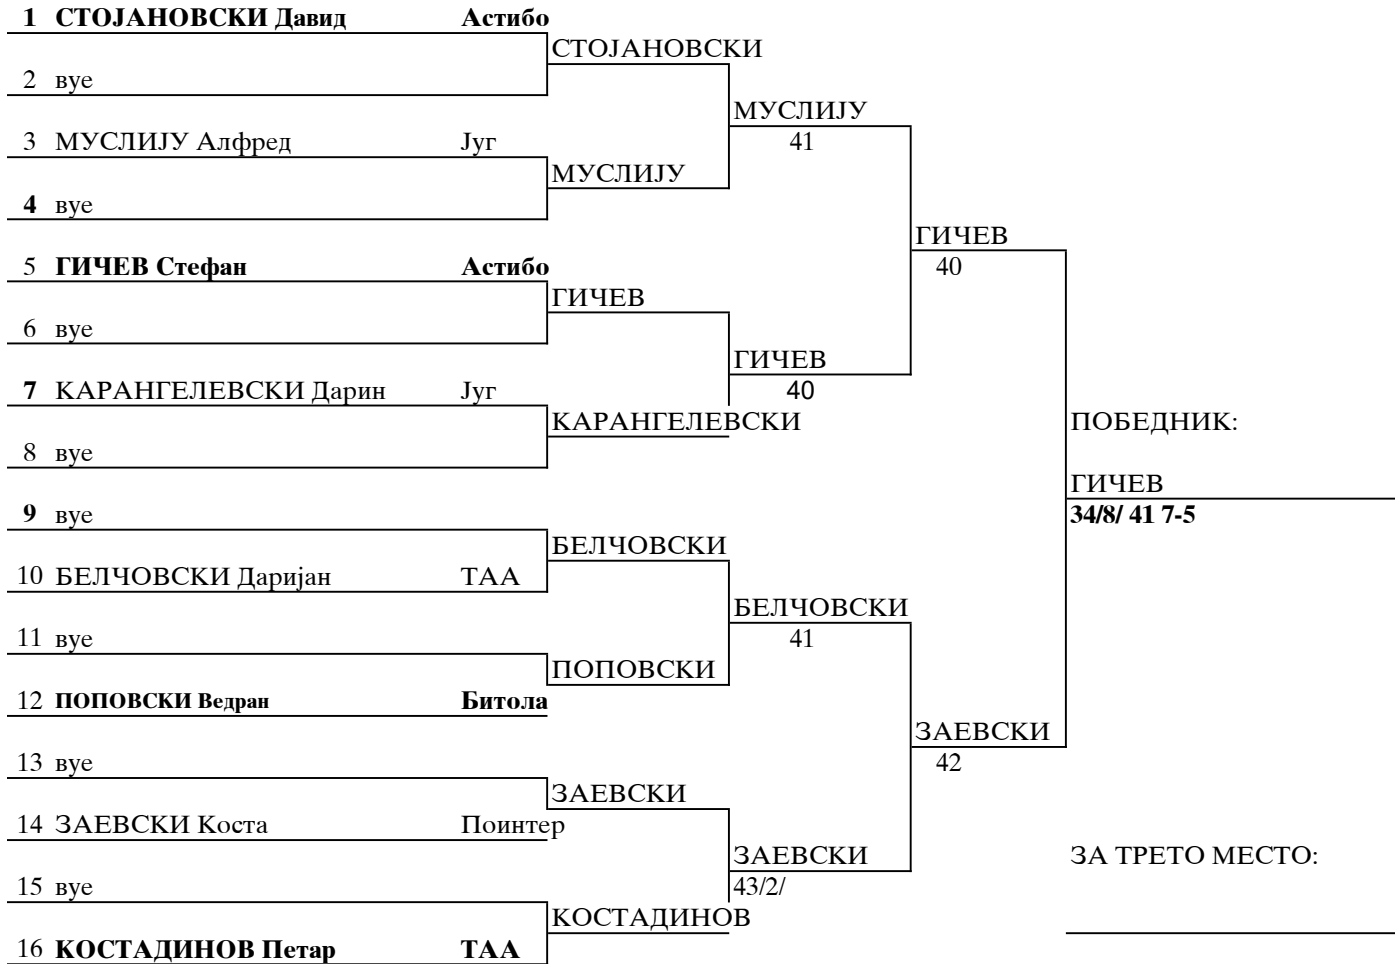 1 СТОЈАНОВСКИ Давид Астибо
СТОЈАНОВСКИ
2 вуе
МУСЛИЈУ
3 МУСЛИЈУ Алфред Југ 41
МУСЛИЈУ
4 вуе
ГИЧЕВ
5 ГИЧЕВ Стефан Астибо 40
ГИЧЕВ
6 вуе
ГИЧЕВ
7 КАРАНГЕЛЕВСКИ Дарин Југ 40
КАРАНГЕЛЕВСКИ ПОБЕДНИК:
8 вуе
ГИЧЕВ
9 вуе 34/8/ 41 7-5
БЕЛЧОВСКИ
10 БЕЛЧОВСКИ Даријан ТАА
БЕЛЧОВСКИ
11 вуе 41
ПОПОВСКИ
12 ПОПОВСКИ Ведран Битола
ЗАЕВСКИ
13 вуе 42
ЗАЕВСКИ
14 ЗАЕВСКИ Коста Поинтер
ЗАЕВСКИ ЗА ТРЕТО МЕСТО:
15 вуе 43/2/
КОСТАДИНОВ
16 КОСТАДИНОВ Петар ТАА